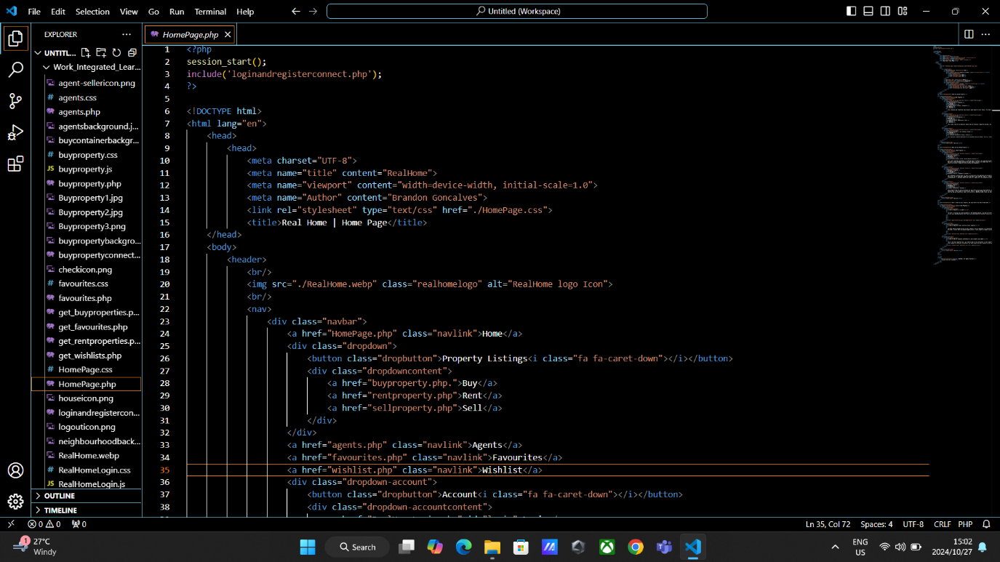 File Edit Selection View Go Run Terminal Help
Untitled (Workspace)
EXPLORER
UNTITL...
Work_Integrated_Lear...
agent-sellericon.png
agents.css
agents.php
agentsbackground.j...
buycontainerbackgr...
buyproperty.css
JS buyproperty.js
buyproperty.php
Buyproperty1.jpg
Buyproperty2.jpg
Buyproperty3.png
buypropertybackgro...
buypropertyconnect...
checkicon.png
favourites.css
favourites.php
get_buyproperties.p...
get_favourites.php
get_rentproperties.p...
get_wishlists.php
HomePage.css
HomePage.php
houseicon.png
loginandregistercon...
logouticon.png
neighbourhoodback...
RealHome.webp
RealHomeLogin.css
JS RealHomeLogin.js
OUTLINE
TIMELINE
HomePage.php
1 <?php
2 session_start();
3 include('loginandregisterconnect.php');
4 ?>
5
6 <!DOCTYPE html>
7 <html lang="en">
8 <head>
9 <head>
10 <meta charset="UTF-8">
11 <meta name="title" content="RealHome">
12 <meta name="viewport" content="width=device-width, initial-scale=1.0">
13 <meta name="Author" content="Brandon Goncalves">
14 <link rel="stylesheet" type="text/css" href="./HomePage.css">
15 <title>Real Home | Home Page</title>
16 </head>
17 <body>
18 <header>
19 <br/>
20 <img src="./RealHome.webp" class="realhomelogo" alt="RealHome logo Icon">
21 <br/>
22 <nav>
23 <div class="navbar">
24 <a href="HomePage.php" class="navlink">Home</a>
25 <div class="dropdown">
26 <button class="dropbutton">Property Listings<i class="fa fa-caret-down"></i></button>
27 <div class="dropdowncontent">
28 <a href="buyproperty.php.">Buy</a>
29 <a href="rentproperty.php">Rent</a>
30 <a href="sellproperty.php">Sell</a>
31 </div>
32 </div>
33 <a href="agents.php" class="navlink">Agents</a>
34 <a href="favourites.php" class="navlink">Favourites</a>
35 <a href="wishlist.php" class="navlink">Wishlist</a>
36 <div class="dropdown-account">
37 <button class="dropbutton">Account<i class="fa fa-caret-down"></i></button>
38 <div class="dropdown-accountcontent">
0 0 0
Ln 35, Col 72 Spaces: 4 UTF-8 CRLF PHP
1
27°C
Windy
Search
ENG
US
15:02
2024/10/27